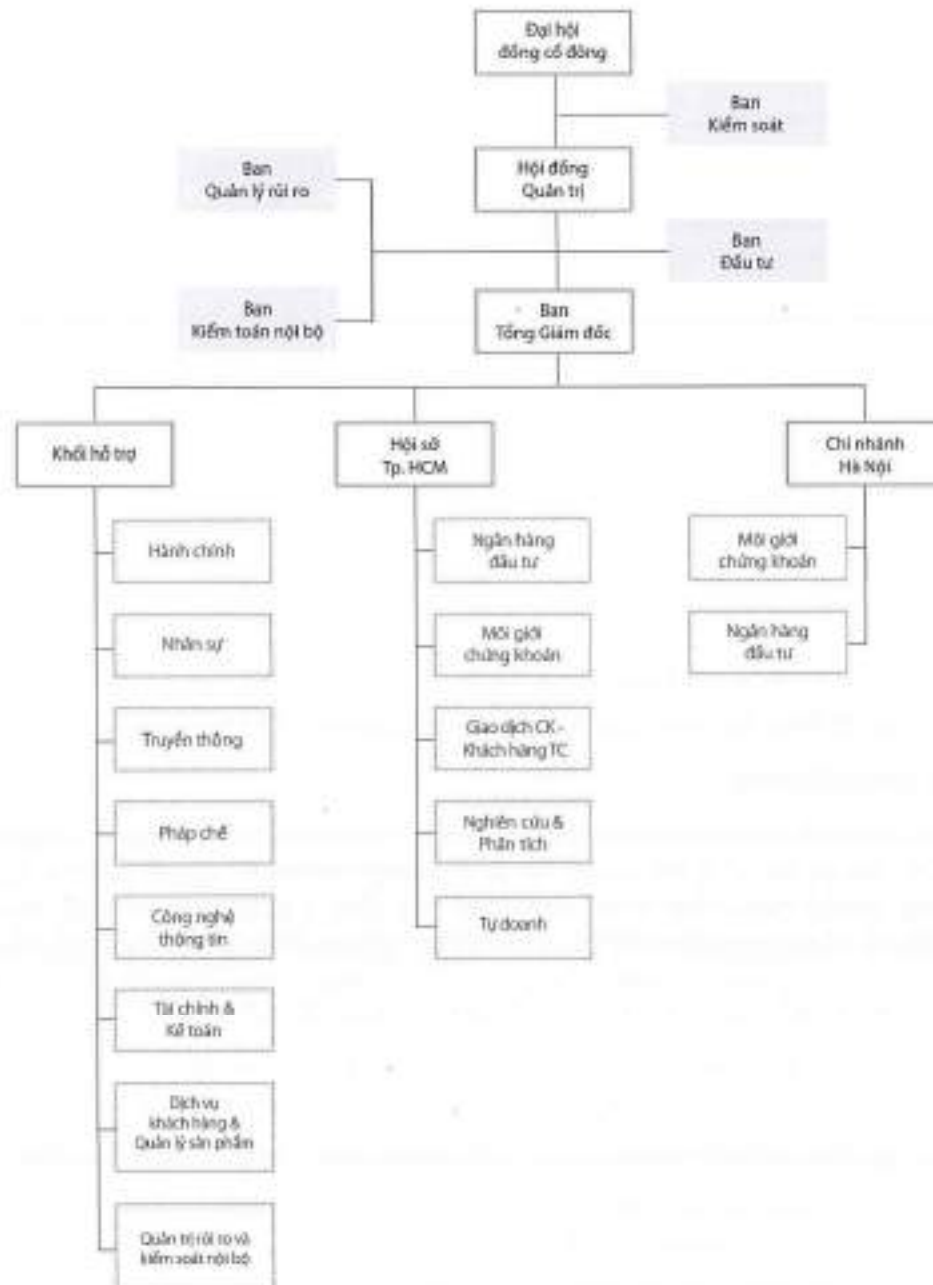 Đại hội
đồng cổ đông
Ban
Kiểm soát
Hội đồng
Quản trị
Ban
Quản lý rủi ro
Ban
Đầu tư
Ban
Kiểm toán nội bộ
Ban
Tổng Giám đốc
Khối hỗ trợ
Hội sở
Tp. HCM
Chi nhánh
Hà Nội
Hành chính
Nhân sự
Truyền thông
Pháp chế
Công nghệ
thông tin
Tài chính &
Kế toán
Dịch vụ
khách hàng &
Quản lý sản phẩm
Quản trị rủi ro và
kiểm soát nội bộ
Ngân hàng
đầu tư
Môi giới
chứng khoán
Giao dịch CK -
Khách hàng TC
Nghiên cứu &
Phân tích
Tự doanh
Môi giới
chứng khoán
Ngân hàng
đầu tư